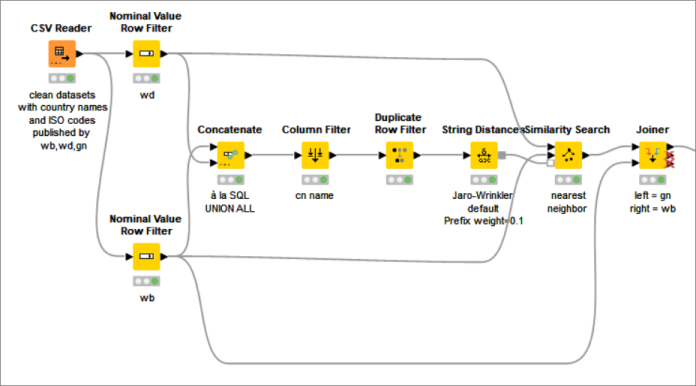 Nominal Value
Row Filter
CSV Reader
wd
clean datasets
with country names
and ISO codes
published by
wb,wd,gn
Concatenate
à la SQL
UNION ALL
Column Filter
cn name
Duplicate
Row Filter
String Distances
Jaro-Wrinkler
default
Prefix weight=0.1
Similarity Search
nearest
neighbor
Joiner
left = gn
right = wb
Nominal Value
Row Filter
wb